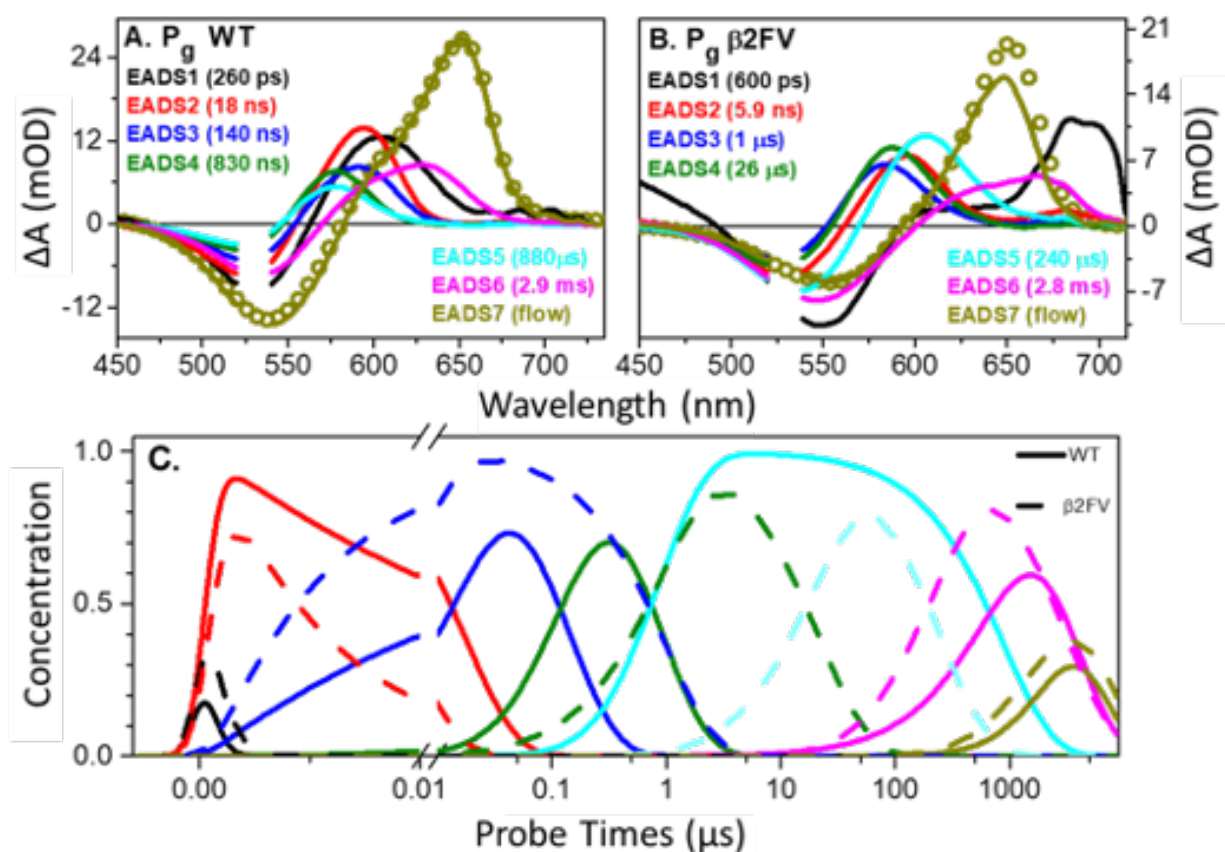 A. Pg WT
EADS1 (260 ps)
EADS2 (18 ns)
EADS3 (140 ns)
EADS4 (830 ns)
EADS5 (880µs)
EADS6 (2.9 ms)
EADS7 (flow)
24
12
0
-12
ΔA (mOD)
450 500 550 600 650 700
B. Pg β2FV
EADS1 (600 ps)
EADS2 (5.9 ns)
EADS3 (1 µs)
EADS4 (26 µs)
EADS5 (240 µs)
EADS6 (2.8 ms)
EADS7 (flow)
21
14
7
0
-7
ΔA (mOD)
450 500 550 600 650 700
Wavelength (nm)
C.
WT
β2FV
1.0
0.5
0.0
Concentration
0.00 0.01 0.1 1 10 100 1000
Probe Times (µs)